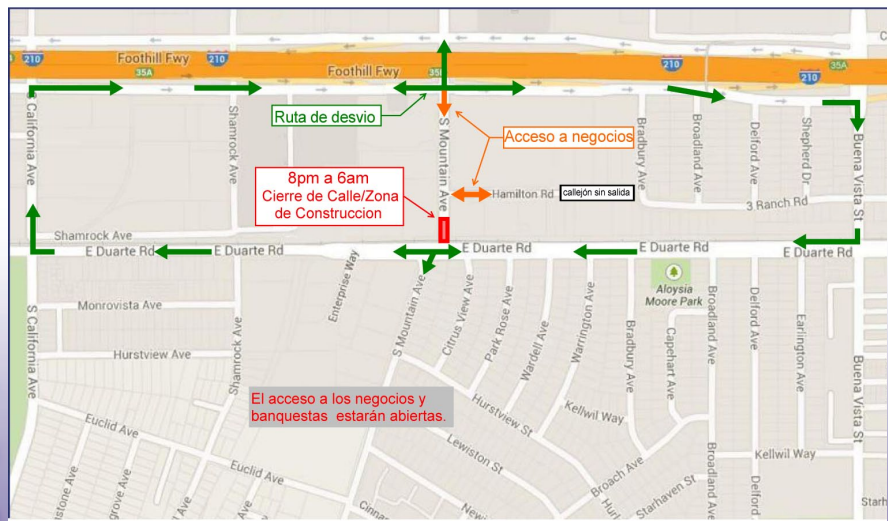 Foothill Fwy
Foothill Fwy
210
210
210
210
35A
35A
35B
Ruta de desvio
Acceso a negocios
8pm a 6am
Cierre de Calle/Zona
de Construccion
Hamilton Rd
callejón sin salida
3 Ranch Rd
S California Ave
Shamrock Ave
S Mountain Ave
Bradbury Ave
Broadland Ave
Delford Ave
Shepherd Dr
Buena Vista St
Shamrock Ave
E Duarte Rd
E Duarte Rd
E Duarte Rd
E Duarte Rd
Enterprise Way
Aloysia
Moore Park
Monrovista Ave
Hurstview Ave
S California Ave
Shamrock Ave
S Mountain Ave
Citrus View Ave
Park Rose Ave
Wardell Ave
Warrington Ave
Bradbury Ave
Capehart Ave
Broadland Ave
Delford Ave
Earlington Ave
Buena Vista St
El acceso a los negocios y
banquestas estarán abiertas.
Euclid Ave
Euclid Ave
Hurstview St
Kellwil Way
Kellwil Way
Lewiston St
Broach Ave
Starhaven St
Broadland Ave
Delford